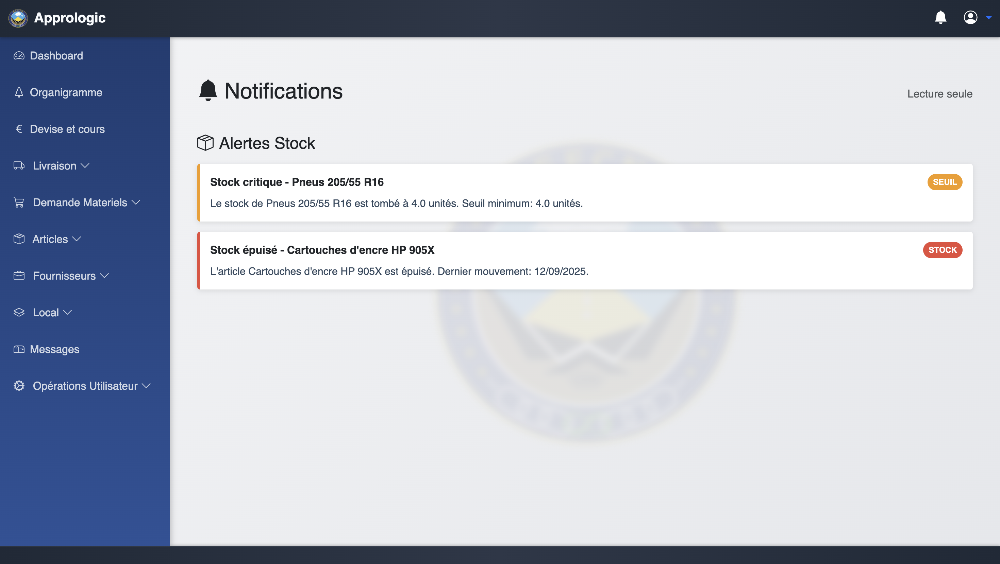 Apprologic
Dashboard
Organigramme
Devise et cours
Livraison
Demande Materiels
Articles
Fournisseurs
Local
Messages
Opérations Utilisateur
Notifications
Lecture seule
Alertes Stock
Stock critique - Pneus 205/55 R16
SEUIL
Le stock de Pneus 205/55 R16 est tombé à 4.0 unités. Seuil minimum: 4.0 unités.
Stock épuisé - Cartouches d'encre HP 905X
STOCK
L'article Cartouches d'encre HP 905X est épuisé. Dernier mouvement: 12/09/2025.